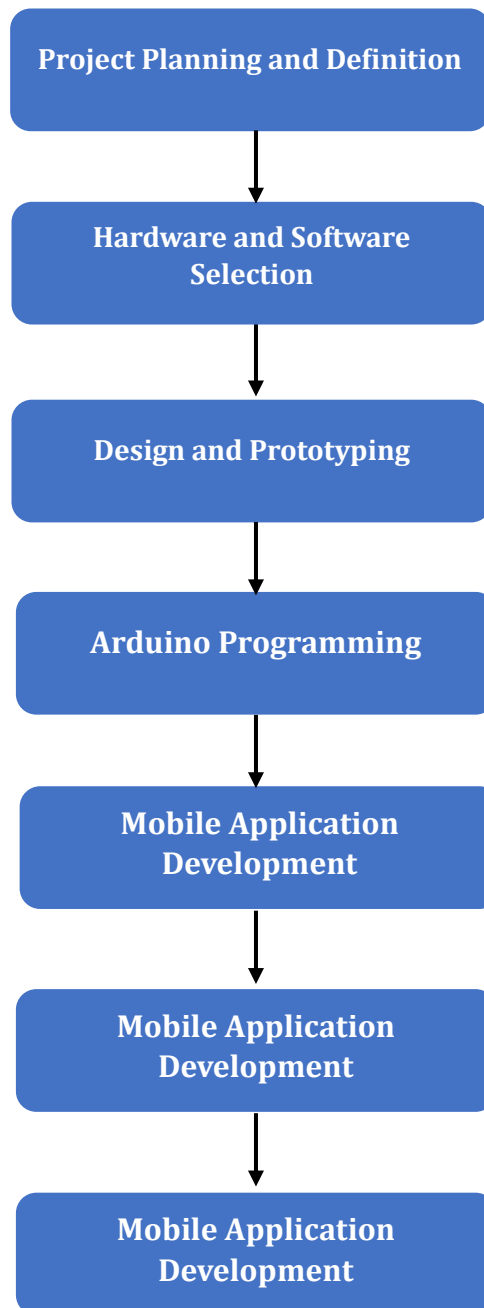 Project Planning and Definition
Hardware and Software
Selection
Design and Prototyping
Arduino Programming
Mobile Application
Development
Mobile Application
Development
Mobile Application
Development